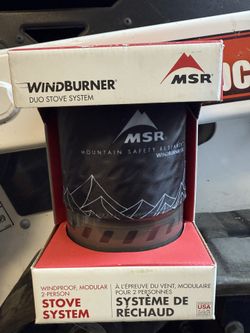 WINDBURNER®
DUO STOVE SYSTEM
MSR®
MSR®
MOUNTAIN SAFETY RESEARCH
WINDBURNER
WINDPROOF, MODULAR
2-PERSON
STOVE
SYSTEM
À L'ÉPREUVE DU VENT, MODULAIRE
POUR 2 PERSONNES
SYSTÈME DE
RÉCHAUD
USA